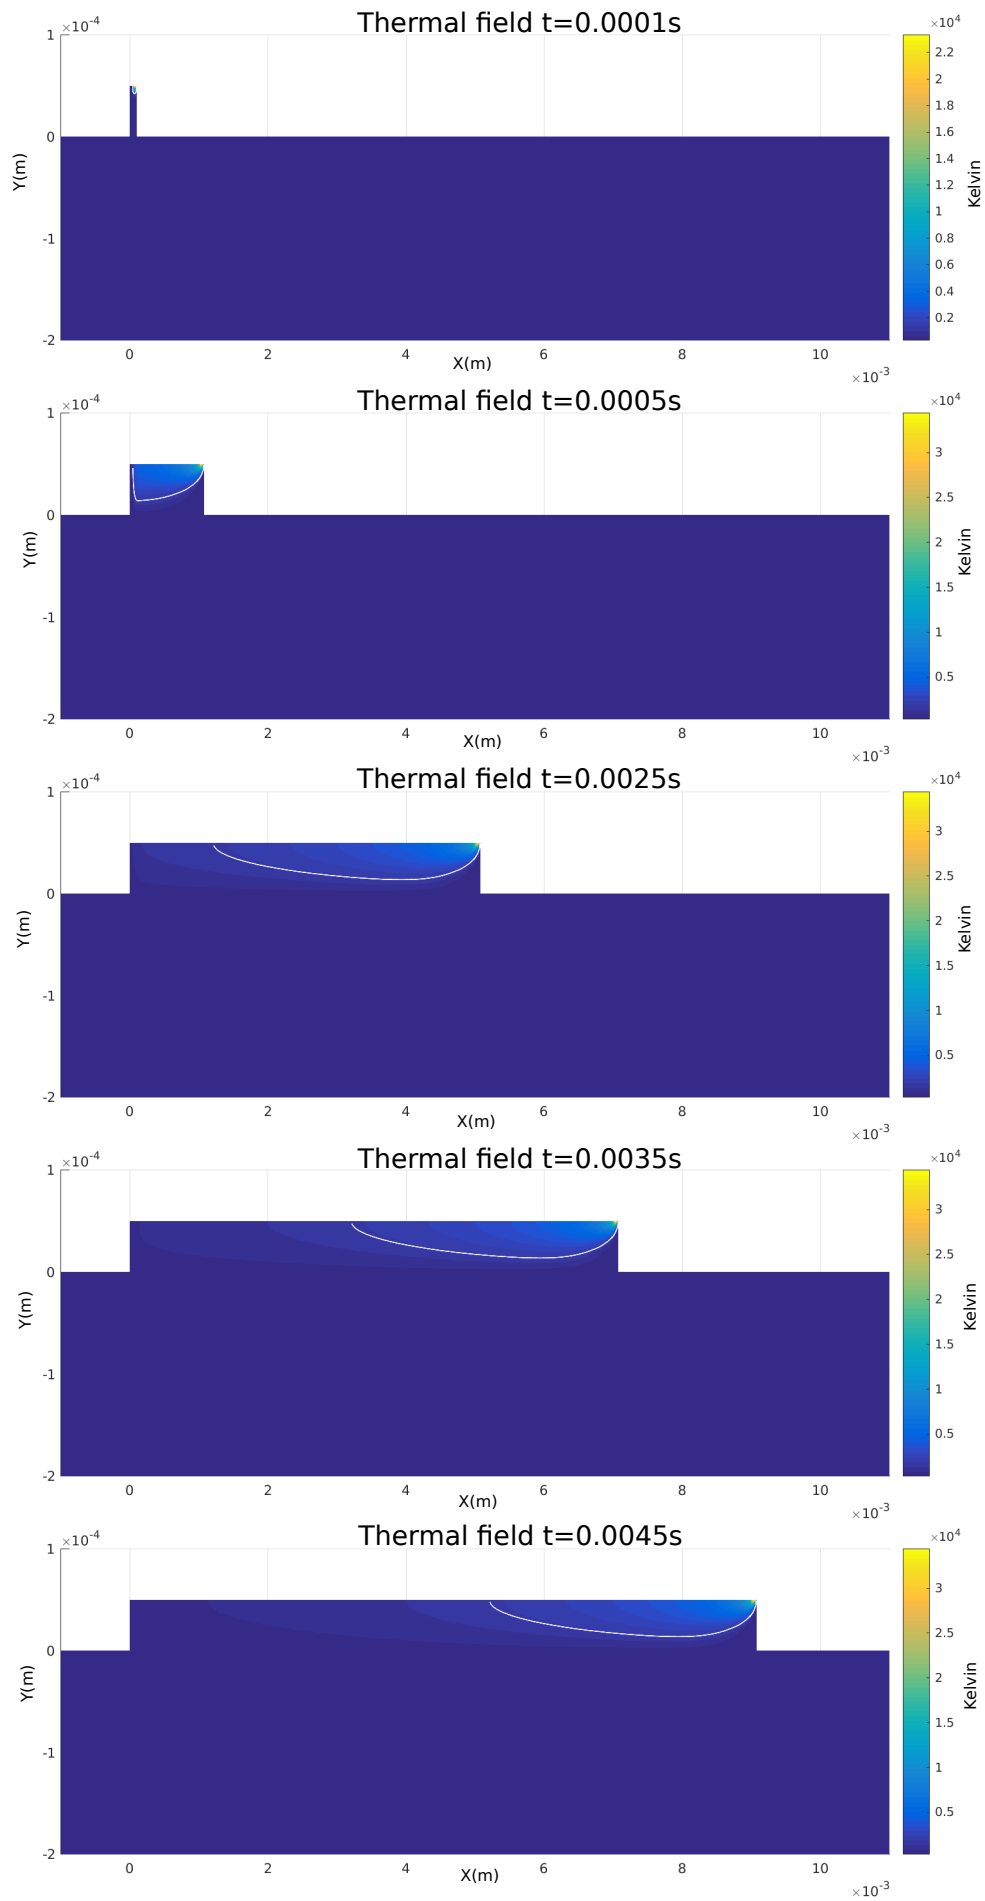 Thermal field t=0.0001s
×10-4
×10⁴
1
0
-1
-2
Y(m)
0 2 4 6 8 10
X(m)
×10-3
2.2
2
1.8
1.6
1.4
1.2
1
0.8
0.6
0.4
0.2
Kelvin
Thermal field t=0.0005s
×10-4
×10⁴
1
0
-1
-2
Y(m)
0 2 4 6 8 10
X(m)
×10-3
3
2.5
2
1.5
1
0.5
Kelvin
Thermal field t=0.0025s
×10-4
×10⁴
1
0
-1
-2
Y(m)
0 2 4 6 8 10
X(m)
×10-3
3
2.5
2
1.5
1
0.5
Kelvin
Thermal field t=0.0035s
×10-4
×10⁴
1
0
-1
-2
Y(m)
0 2 4 6 8 10
X(m)
×10-3
3
2.5
2
1.5
1
0.5
Kelvin
Thermal field t=0.0045s
×10-4
×10⁴
1
0
-1
-2
Y(m)
0 2 4 6 8 10
X(m)
×10-3
3
2.5
2
1.5
1
0.5
Kelvin